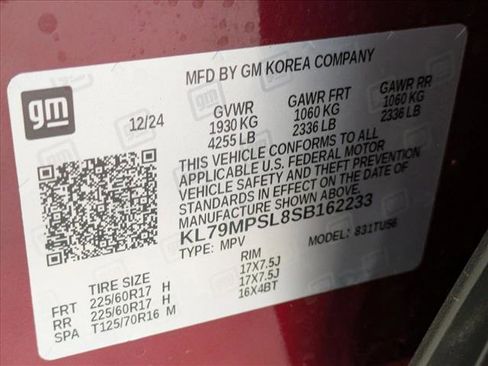 gm
MFD BY GM KOREA COMPANY
12/24 GVWR GAWR FRT GAWR RR
1930 KG 1060 KG 1060 KG
4255 LB 2336 LB 2336 LB
THIS VEHICLE CONFORMS TO ALL
APPLICABLE U.S. FEDERAL MOTOR
VEHICLE SAFETY AND THEFT PREVENTION
STANDARDS IN EFFECT ON THE DATE OF
MANUFACTURE SHOWN ABOVE.
KL79MPSL8SB162233
TYPE: MPV MODEL: 831TU56
TIRE SIZE RIM
FRT 225/60R17 H 17X7.5J
RR 225/60R17 H 17X7.5J
SPA T125/70R16 M 16X4BT